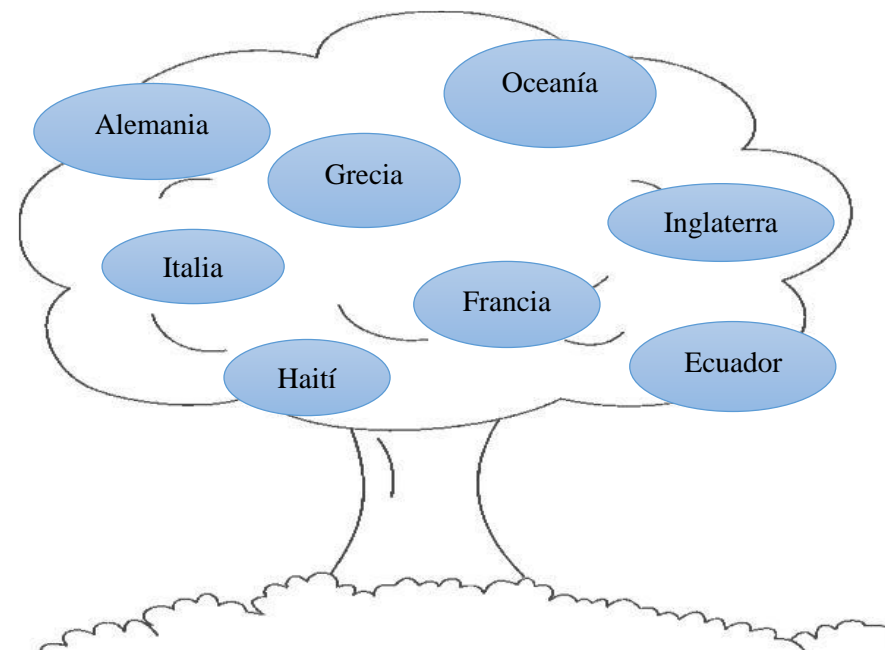 Oceanía
Alemania
Grecia
Inglaterra
Italia
Francia
Ecuador
Haití